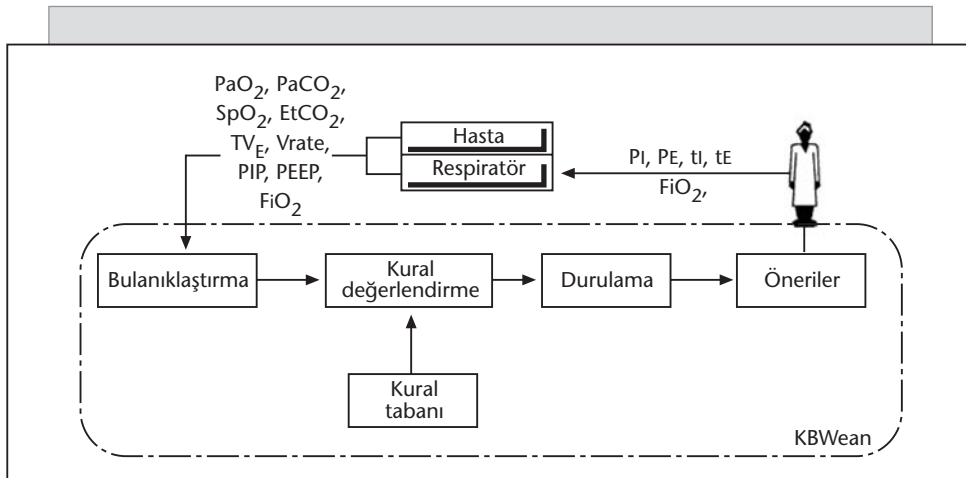 PaO2, PaCO2,
SpO2, EtCO2,
TVE, Vrate,
PIP, PEEP,
FiO2
Hasta
Respiratör
PI, PE, tI, tE
FiO2,
Bulanıklaştırma
Kural
değerlendirme
Durulama
Öneriler
Kural
tabanı
KBWean